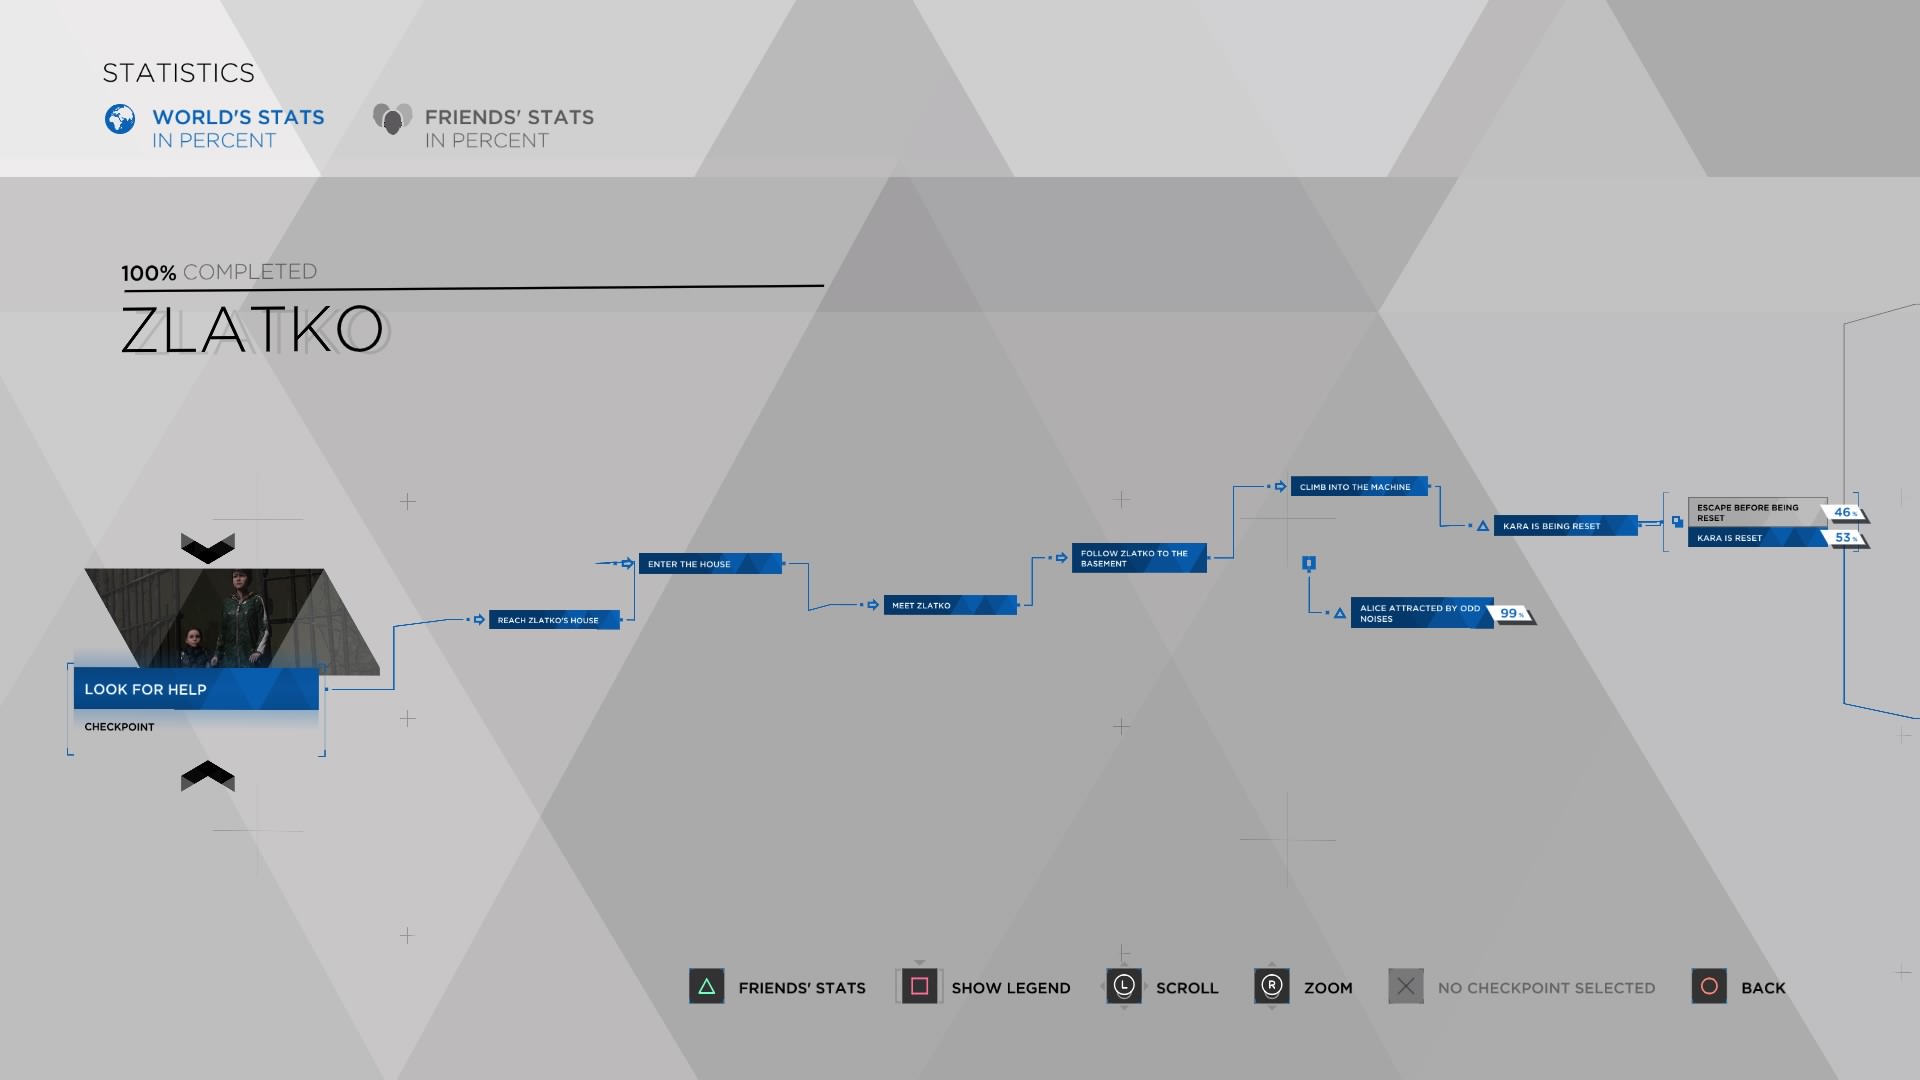 STATISTICS
WORLD'S STATS
IN PERCENT
FRIENDS' STATS
IN PERCENT
100% COMPLETED
ZLATKO
LOOK FOR HELP
CHECKPOINT
REACH ZLATKO'S HOUSE
ENTER THE HOUSE
MEET ZLATKO
FOLLOW ZLATKO TO THE
BASEMENT
CLIMB INTO THE MACHINE
ALICE ATTRACTED BY ODD
NOISES
99%
KARA IS BEING RESET
ESCAPE BEFORE BEING
RESET
46%
KARA IS RESET
53%
FRIENDS' STATS
SHOW LEGEND
L
SCROLL
R
ZOOM
NO CHECKPOINT SELECTED
BACK